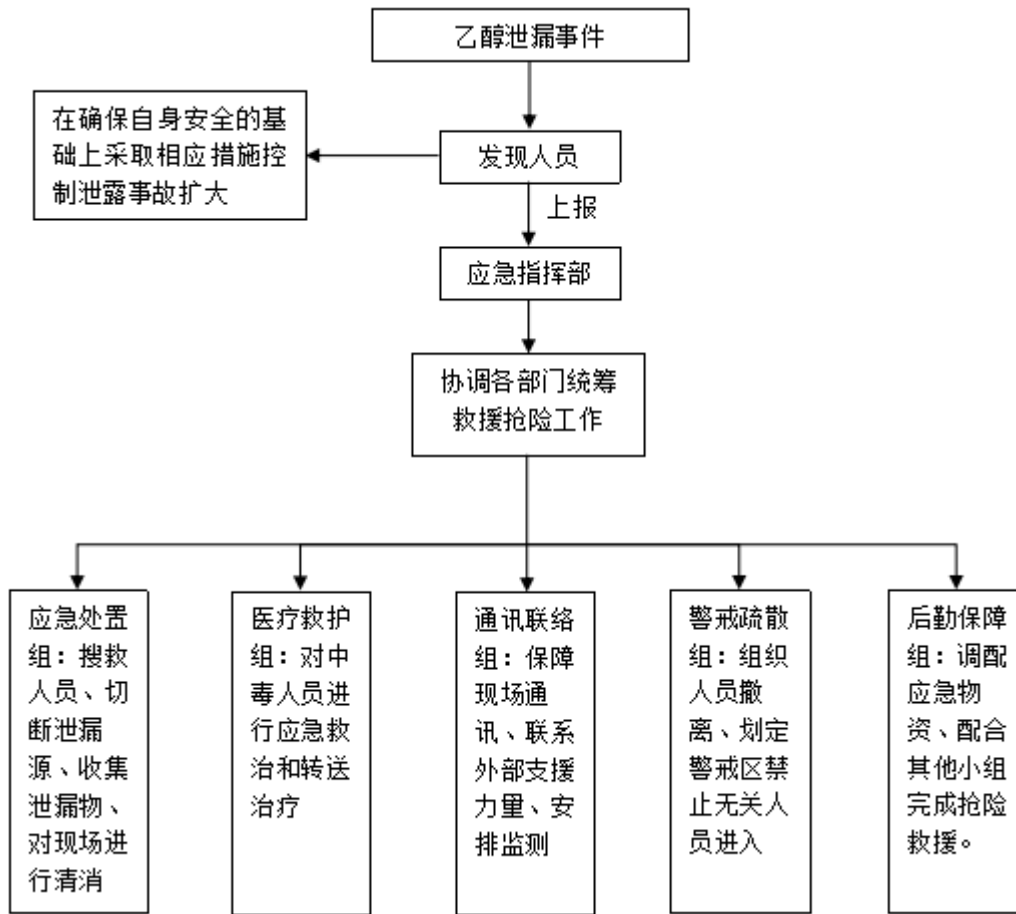 乙醇泄漏事件
在确保自身安全的基
础上采取相应措施控
制泄露事故扩大
发现人员
上报
应急指挥部
协调各部门统筹
救援抢险工作
应急处置
组：搜救
人员、切
断泄漏
源、收集
泄漏物、
对现场进
行清消
医疗救护
组：对中
毒人员进
行应急救
治和转送
治疗
通讯联络
组：保障
现场通
讯、联系
外部支援
力量、安
排监测
警戒疏散
组：组织
人员撤
离、划定
警戒区禁
止无关人
员进入
后勤保障
组：调配
应急物
资、配合
其他小组
完成抢险
救援。